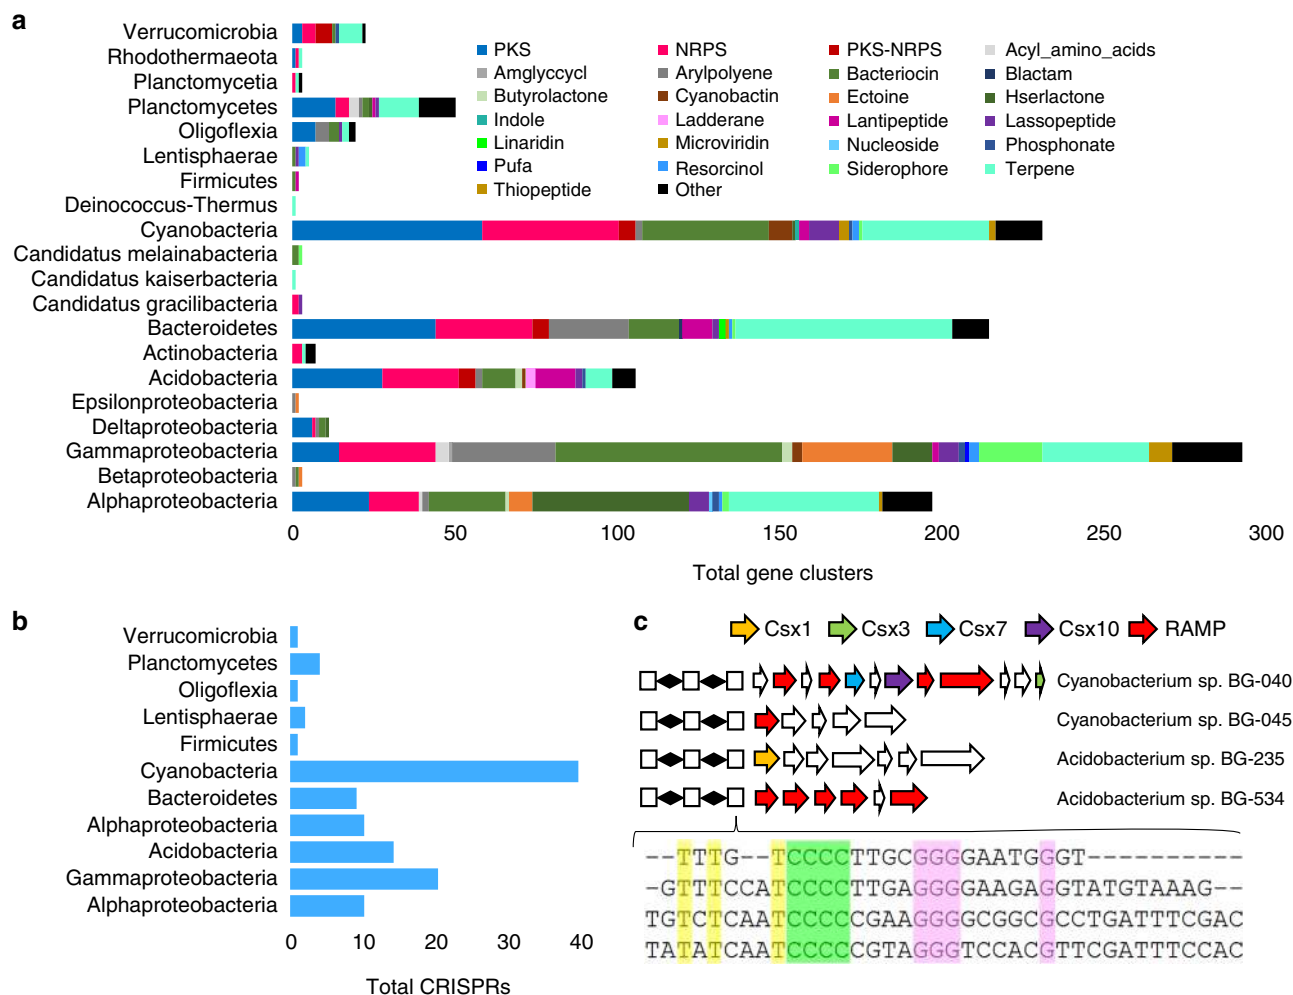 a
Verrucomicrobia
Rhodothermaeota
Planctomycetia
Planctomycetes
Oligoflexia
Lentisphaerae
Firmicutes
Deinococcus-Thermus
Cyanobacteria
Candidatus melainabacteria
Candidatus kaiserbacteria
Candidatus gracilibacteria
Bacteroidetes
Actinobacteria
Acidobacteria
Epsilonproteobacteria
Deltaproteobacteria
Gammaproteobacteria
Betaproteobacteria
Alphaproteobacteria
PKS NRPS PKS-NRPS Acyl_amino_acids
Amglyccycl Arylpolyene Bacteriocin Blactam
Butyrolactone Cyanobactin Ectoine Hserlactone
Indole Ladderane Lantipeptide Lassopeptide
Linaridin Microviridin Nucleoside Phosphonate
Pufa Resorcinol Siderophore Terpene
Thiopeptide Other
0 50 100 150 200 250 300
Total gene clusters
b
Verrucomicrobia
Planctomycetes
Oligoflexia
Lentisphaerae
Firmicutes
Cyanobacteria
Bacteroidetes
Alphaproteobacteria
Acidobacteria
Gammaproteobacteria
Alphaproteobacteria
0 10 20 30 40
Total CRISPRs
c
Csx1 Csx3 Csx7 Csx10 RAMP
Cyanobacterium sp. BG-040
Cyanobacterium sp. BG-045
Acidobacterium sp. BG-235
Acidobacterium sp. BG-534
--TTTG--TCCCCTTGCGGGGAATGGGT----------
-GTTTCCATCCCCTTGAGGGGAAGAGGTATGTAAAG--
TGTCTCAATCCCCCGAAGGGGCGGCGCCTGATTTCGAC
TATATCAATCCCCCGTAGGGTCCACGTTCGATTTCCAC